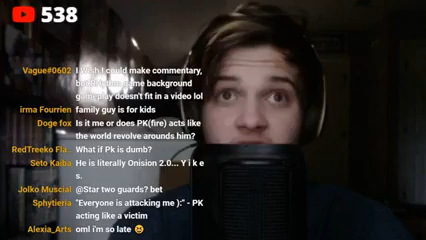 538
Vague#0602 I wish I could make commentary,
game background
gameplay doesn't fit in a video lol
irma Fourrien family guy is for kids
Doge fox Is it me or does PK(fire) acts like
the world revolve arounds him?
RedTreeko Fla.. What if Pk is dumb?
Seto Kaiba He is literally Onision 2.0... Y i k e
s.
Jolko Muscial @Star two guards? bet
Sphytieria "Everyone is attacking me ):" - PK
acting like a victim
Alexia_Arts omi i'm so late 😆